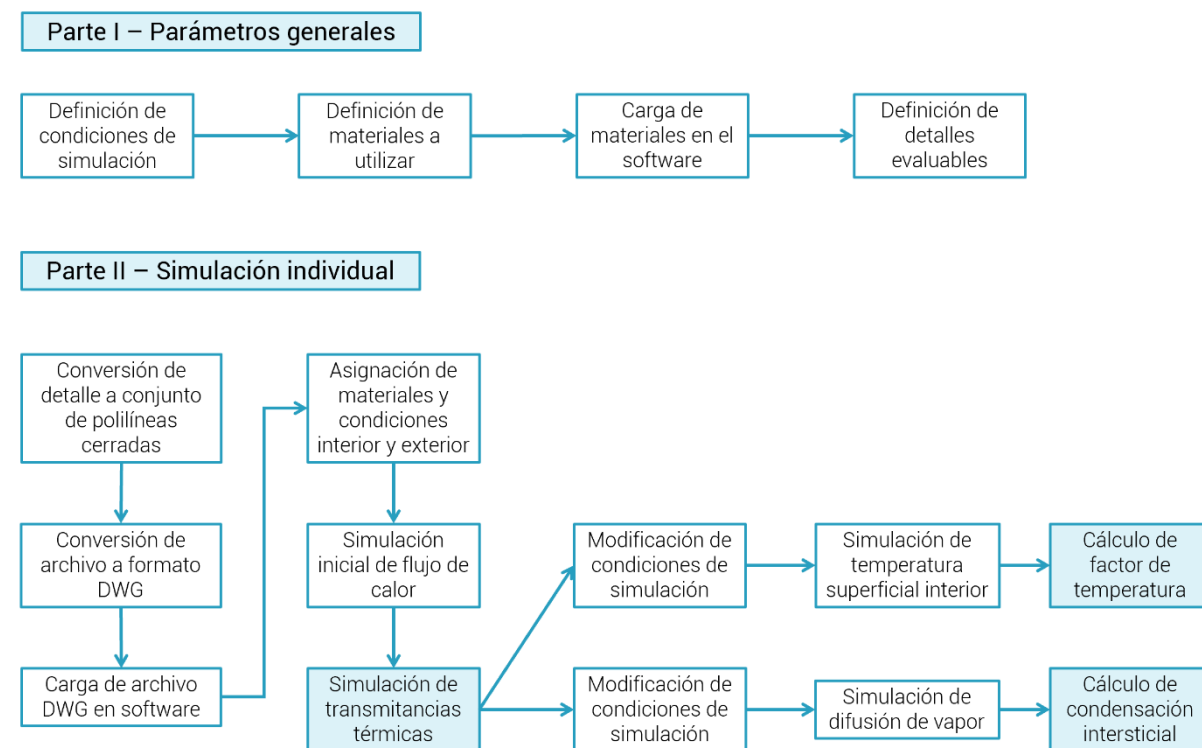 Parte I – Parámetros generales
Definición de
condiciones de
simulación
Definición de
materiales a
utilizar
Carga de
materiales en el
software
Definición de
detalles
evaluables
Parte II – Simulación individual
Conversión de
detalle a conjunto
de polilíneas
cerradas
Conversión de
archivo a formato
DWG
Carga de archivo
DWG en software
Asignación de
materiales y
condiciones
interior y exterior
Simulación
inicial de flujo de
calor
Simulación de
transmitancias
térmicas
Modificación de
condiciones de
simulación
Simulación de
temperatura
superficial interior
Cálculo de
factor de
temperatura
Modificación de
condiciones de
simulación
Simulación de
difusión de vapor
Cálculo de
condensación
intersticial